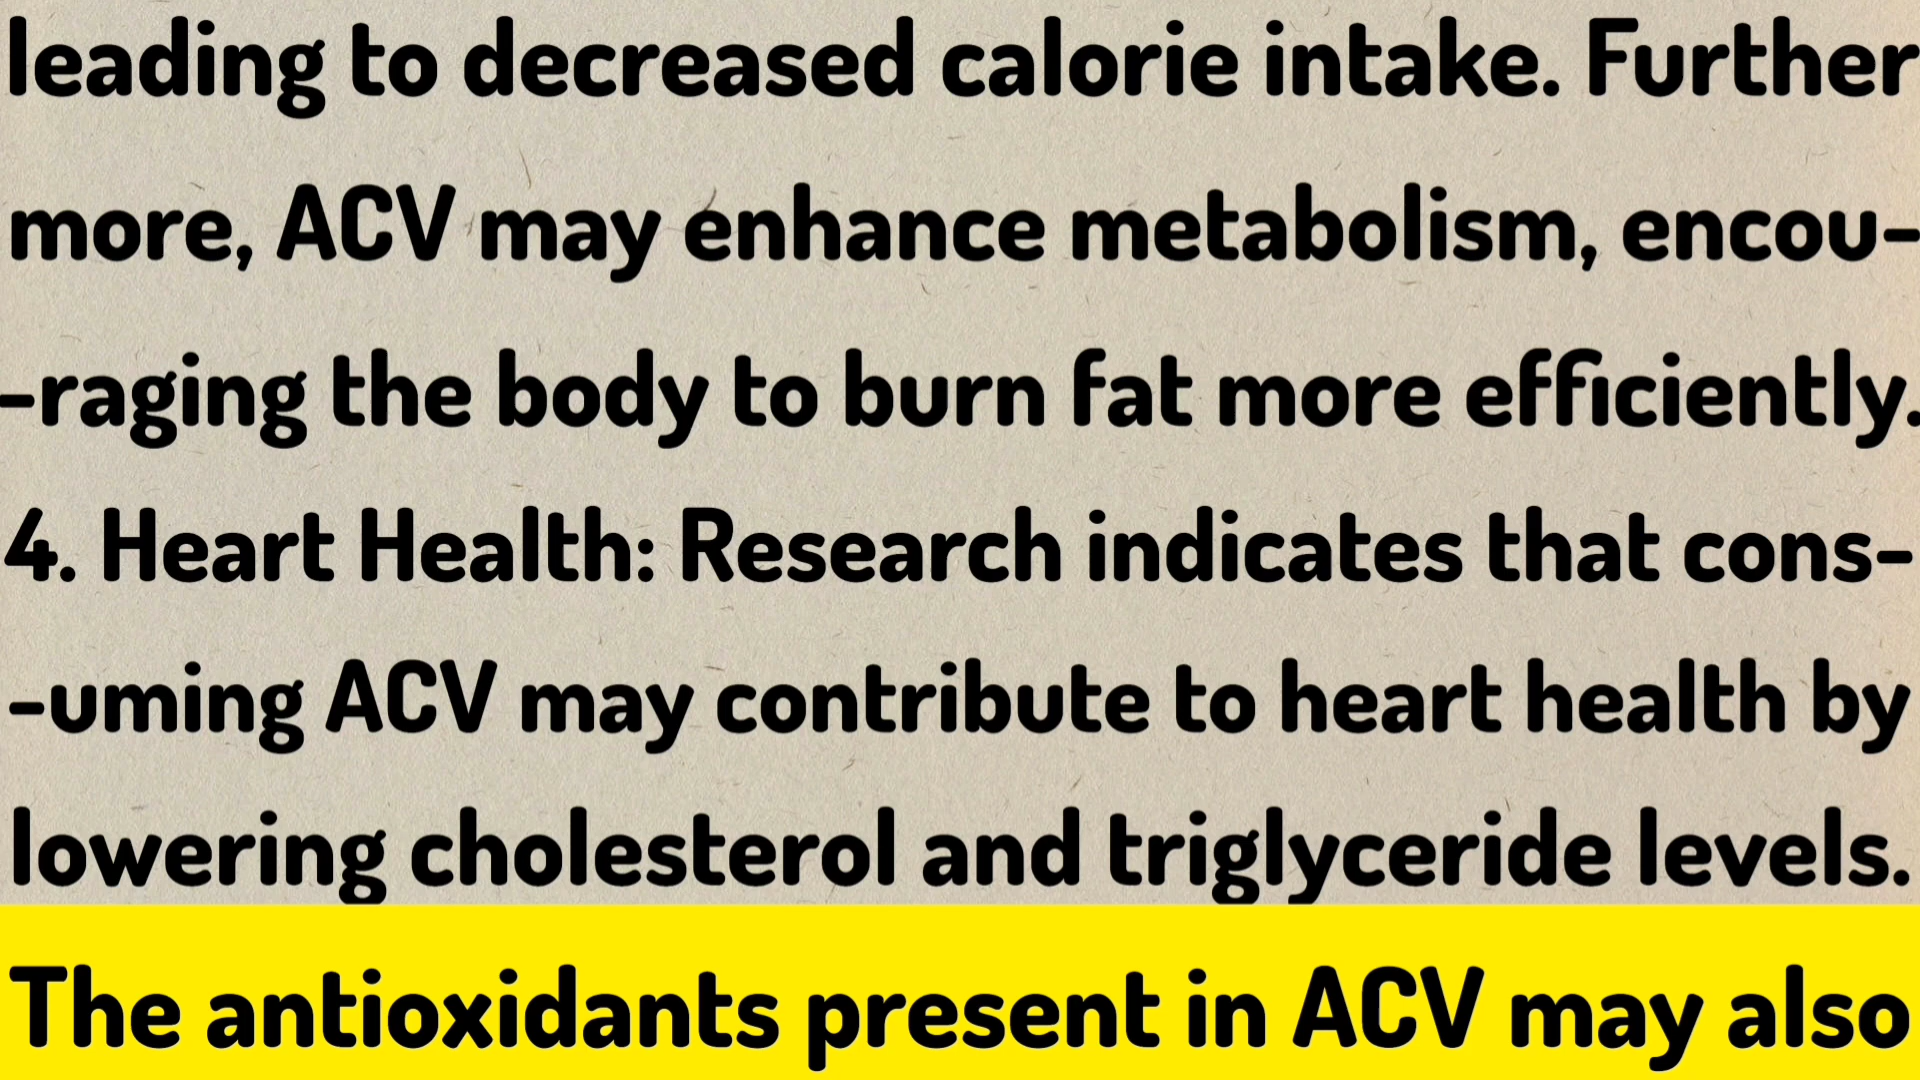 leading to decreased calorie intake. Further
more, ACV may enhance metabolism, encou-
-raging the body to burn fat more efficiently.
4. Heart Health: Research indicates that cons-
-uming ACV may contribute to heart health by
lowering cholesterol and triglyceride levels.
The antioxidants present in ACV may also